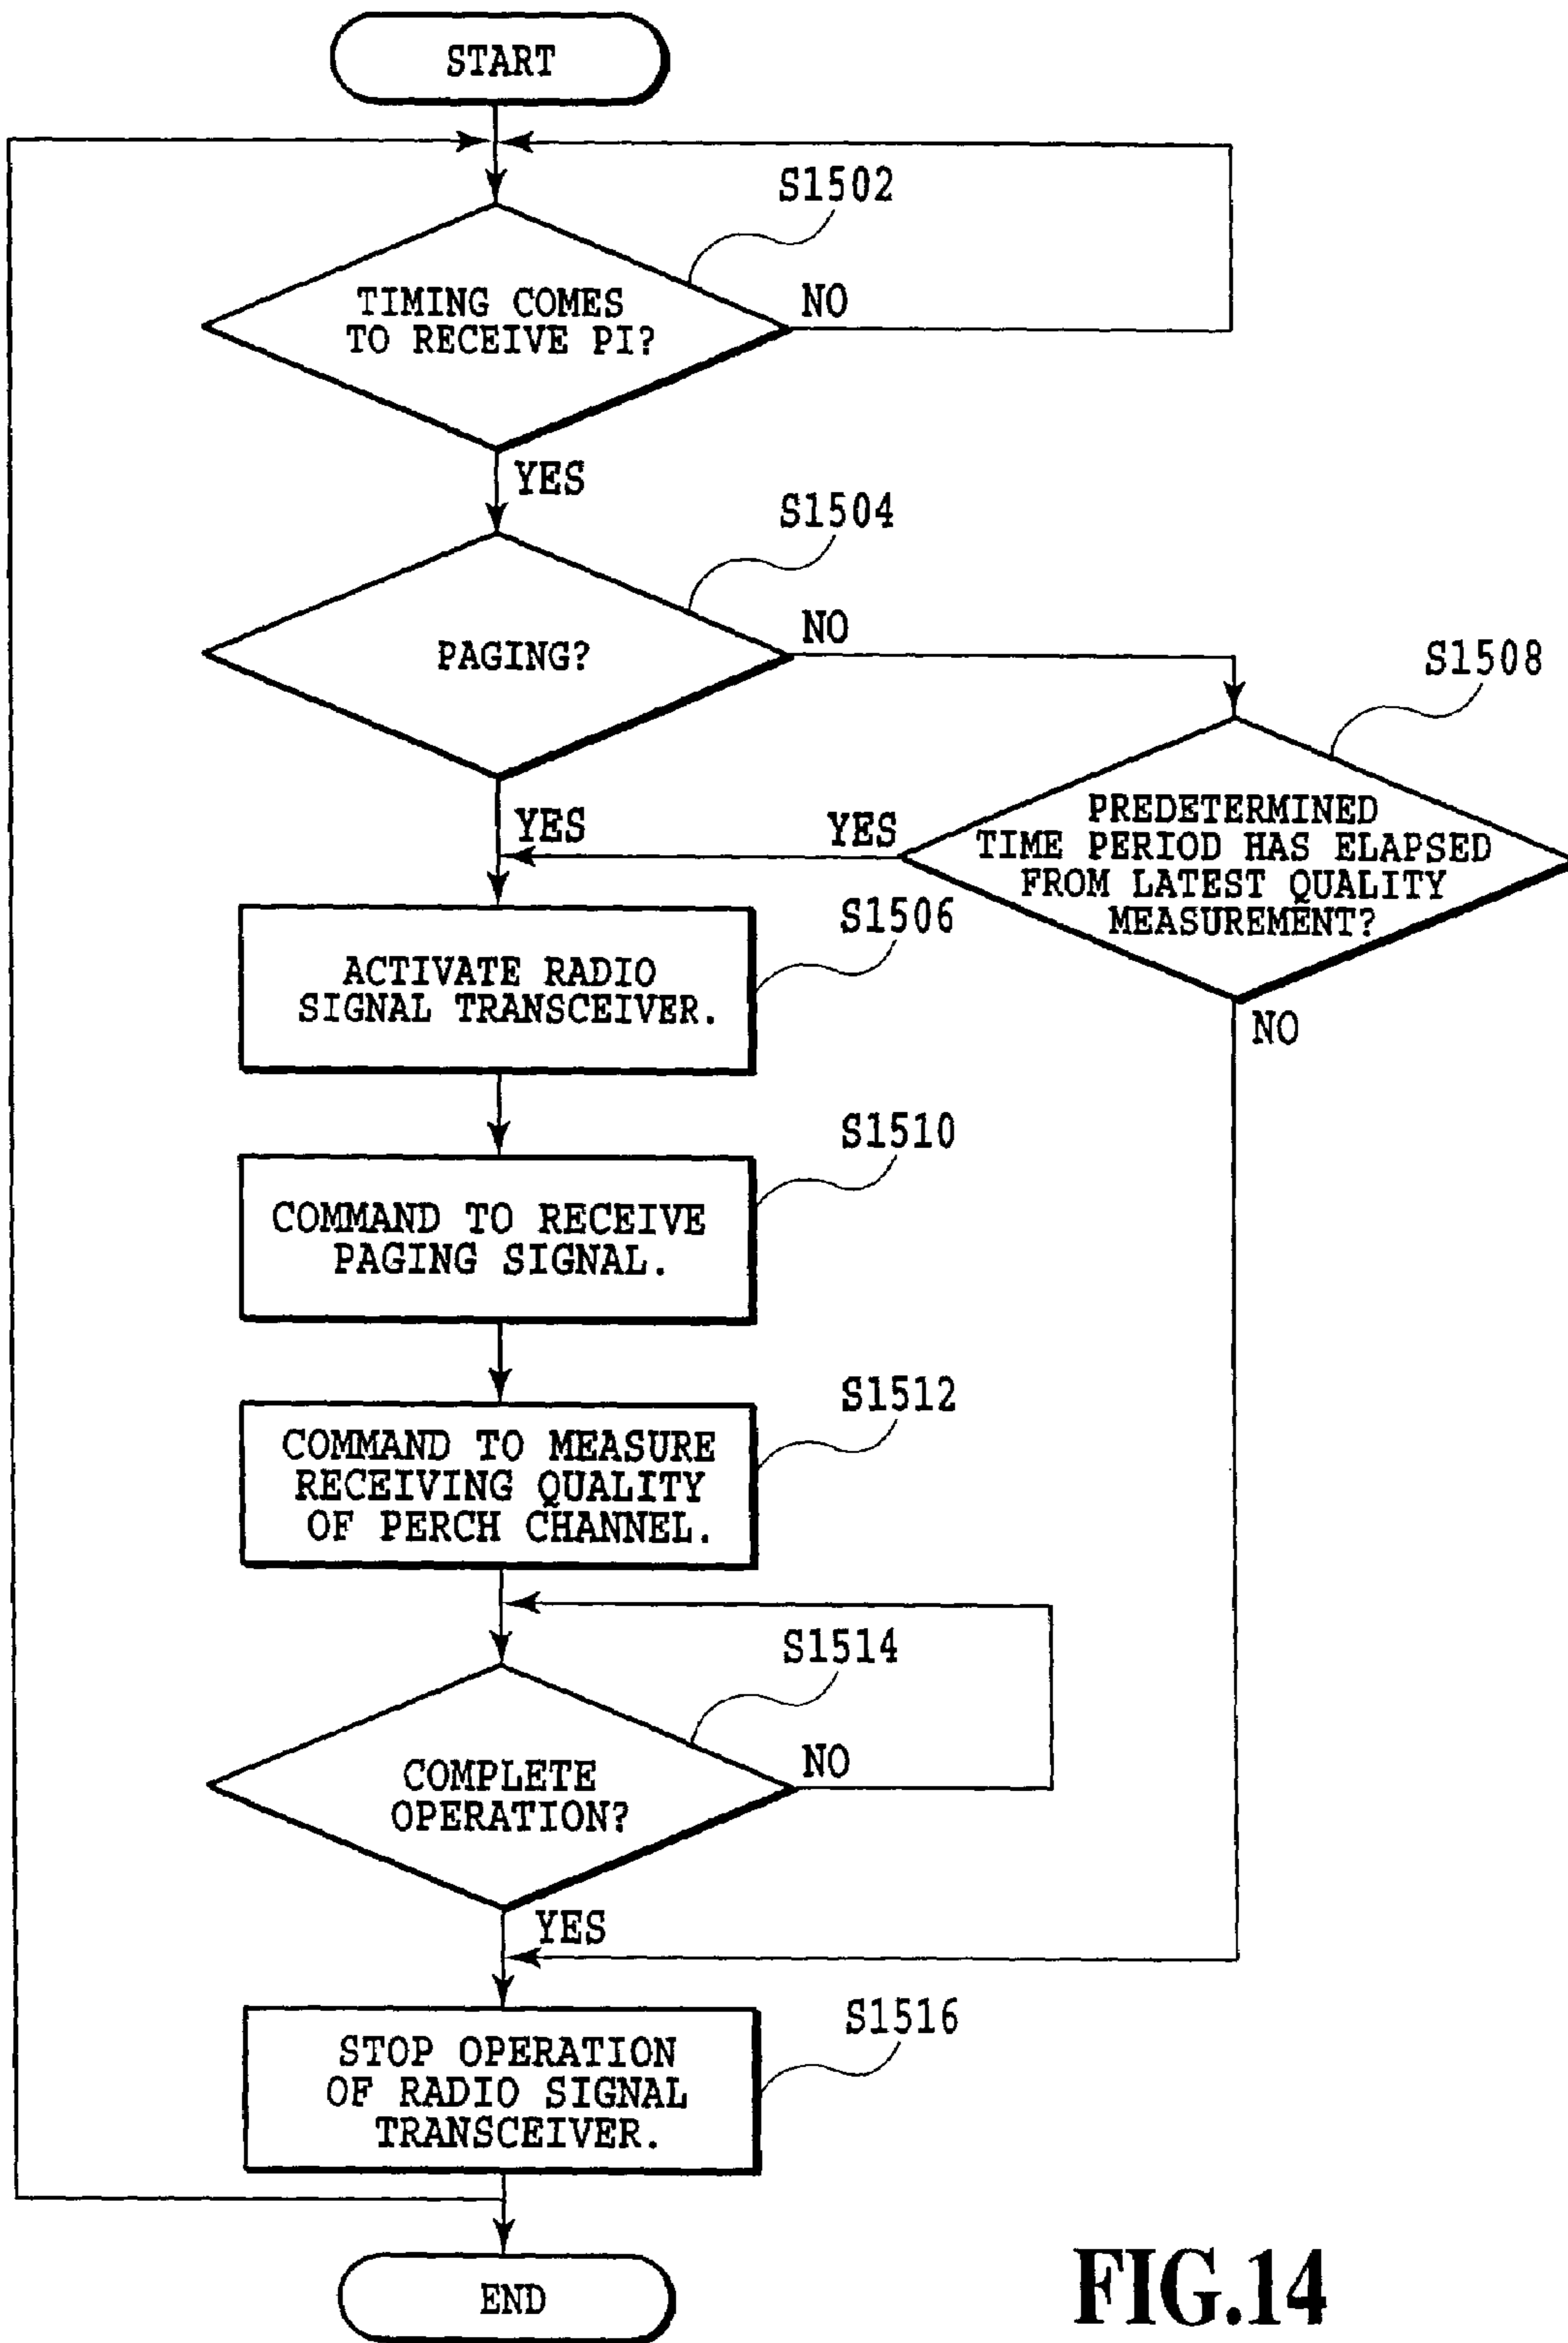 START
S1502
TIMING COMES
TO RECEIVE PI?
NO
YES
S1504
PAGING?
NO
S1508
YES
YES
PREDETERMINED
TIME PERIOD HAS ELAPSED
FROM LATEST QUALITY
MEASUREMENT?
NO
S1506
ACTIVATE RADIO
SIGNAL TRANSCEIVER.
S1510
COMMAND TO RECEIVE
PAGING SIGNAL.
S1512
COMMAND TO MEASURE
RECEIVING QUALITY
OF PERCH CHANNEL.
S1514
COMPLETE
OPERATION?
NO
YES
S1516
STOP OPERATION
OF RADIO SIGNAL
TRANSCEIVER.
END
FIG.14